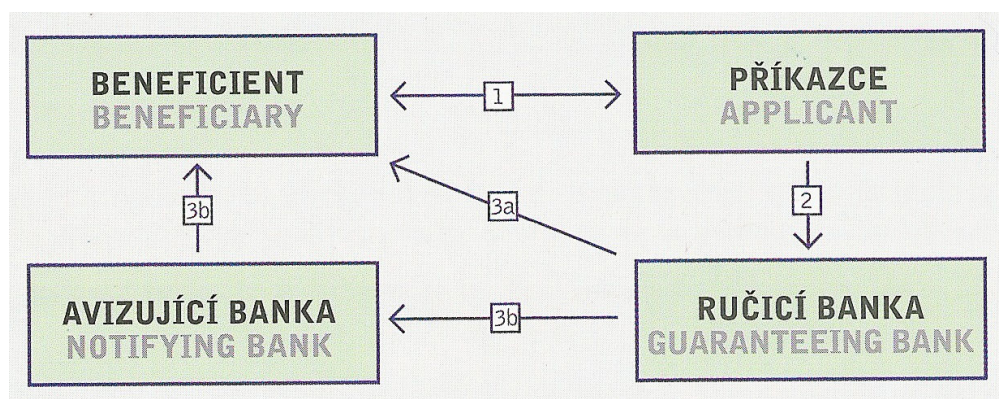 BENEFICIENT
BENEFICIARY
1
PŘÍKAZCE
APPLICANT
3b
3a
2
AVIZUJÍCÍ BANKA
NOTIFYING BANK
3b
RUČICÍ BANKA
GUARANTEEING BANK